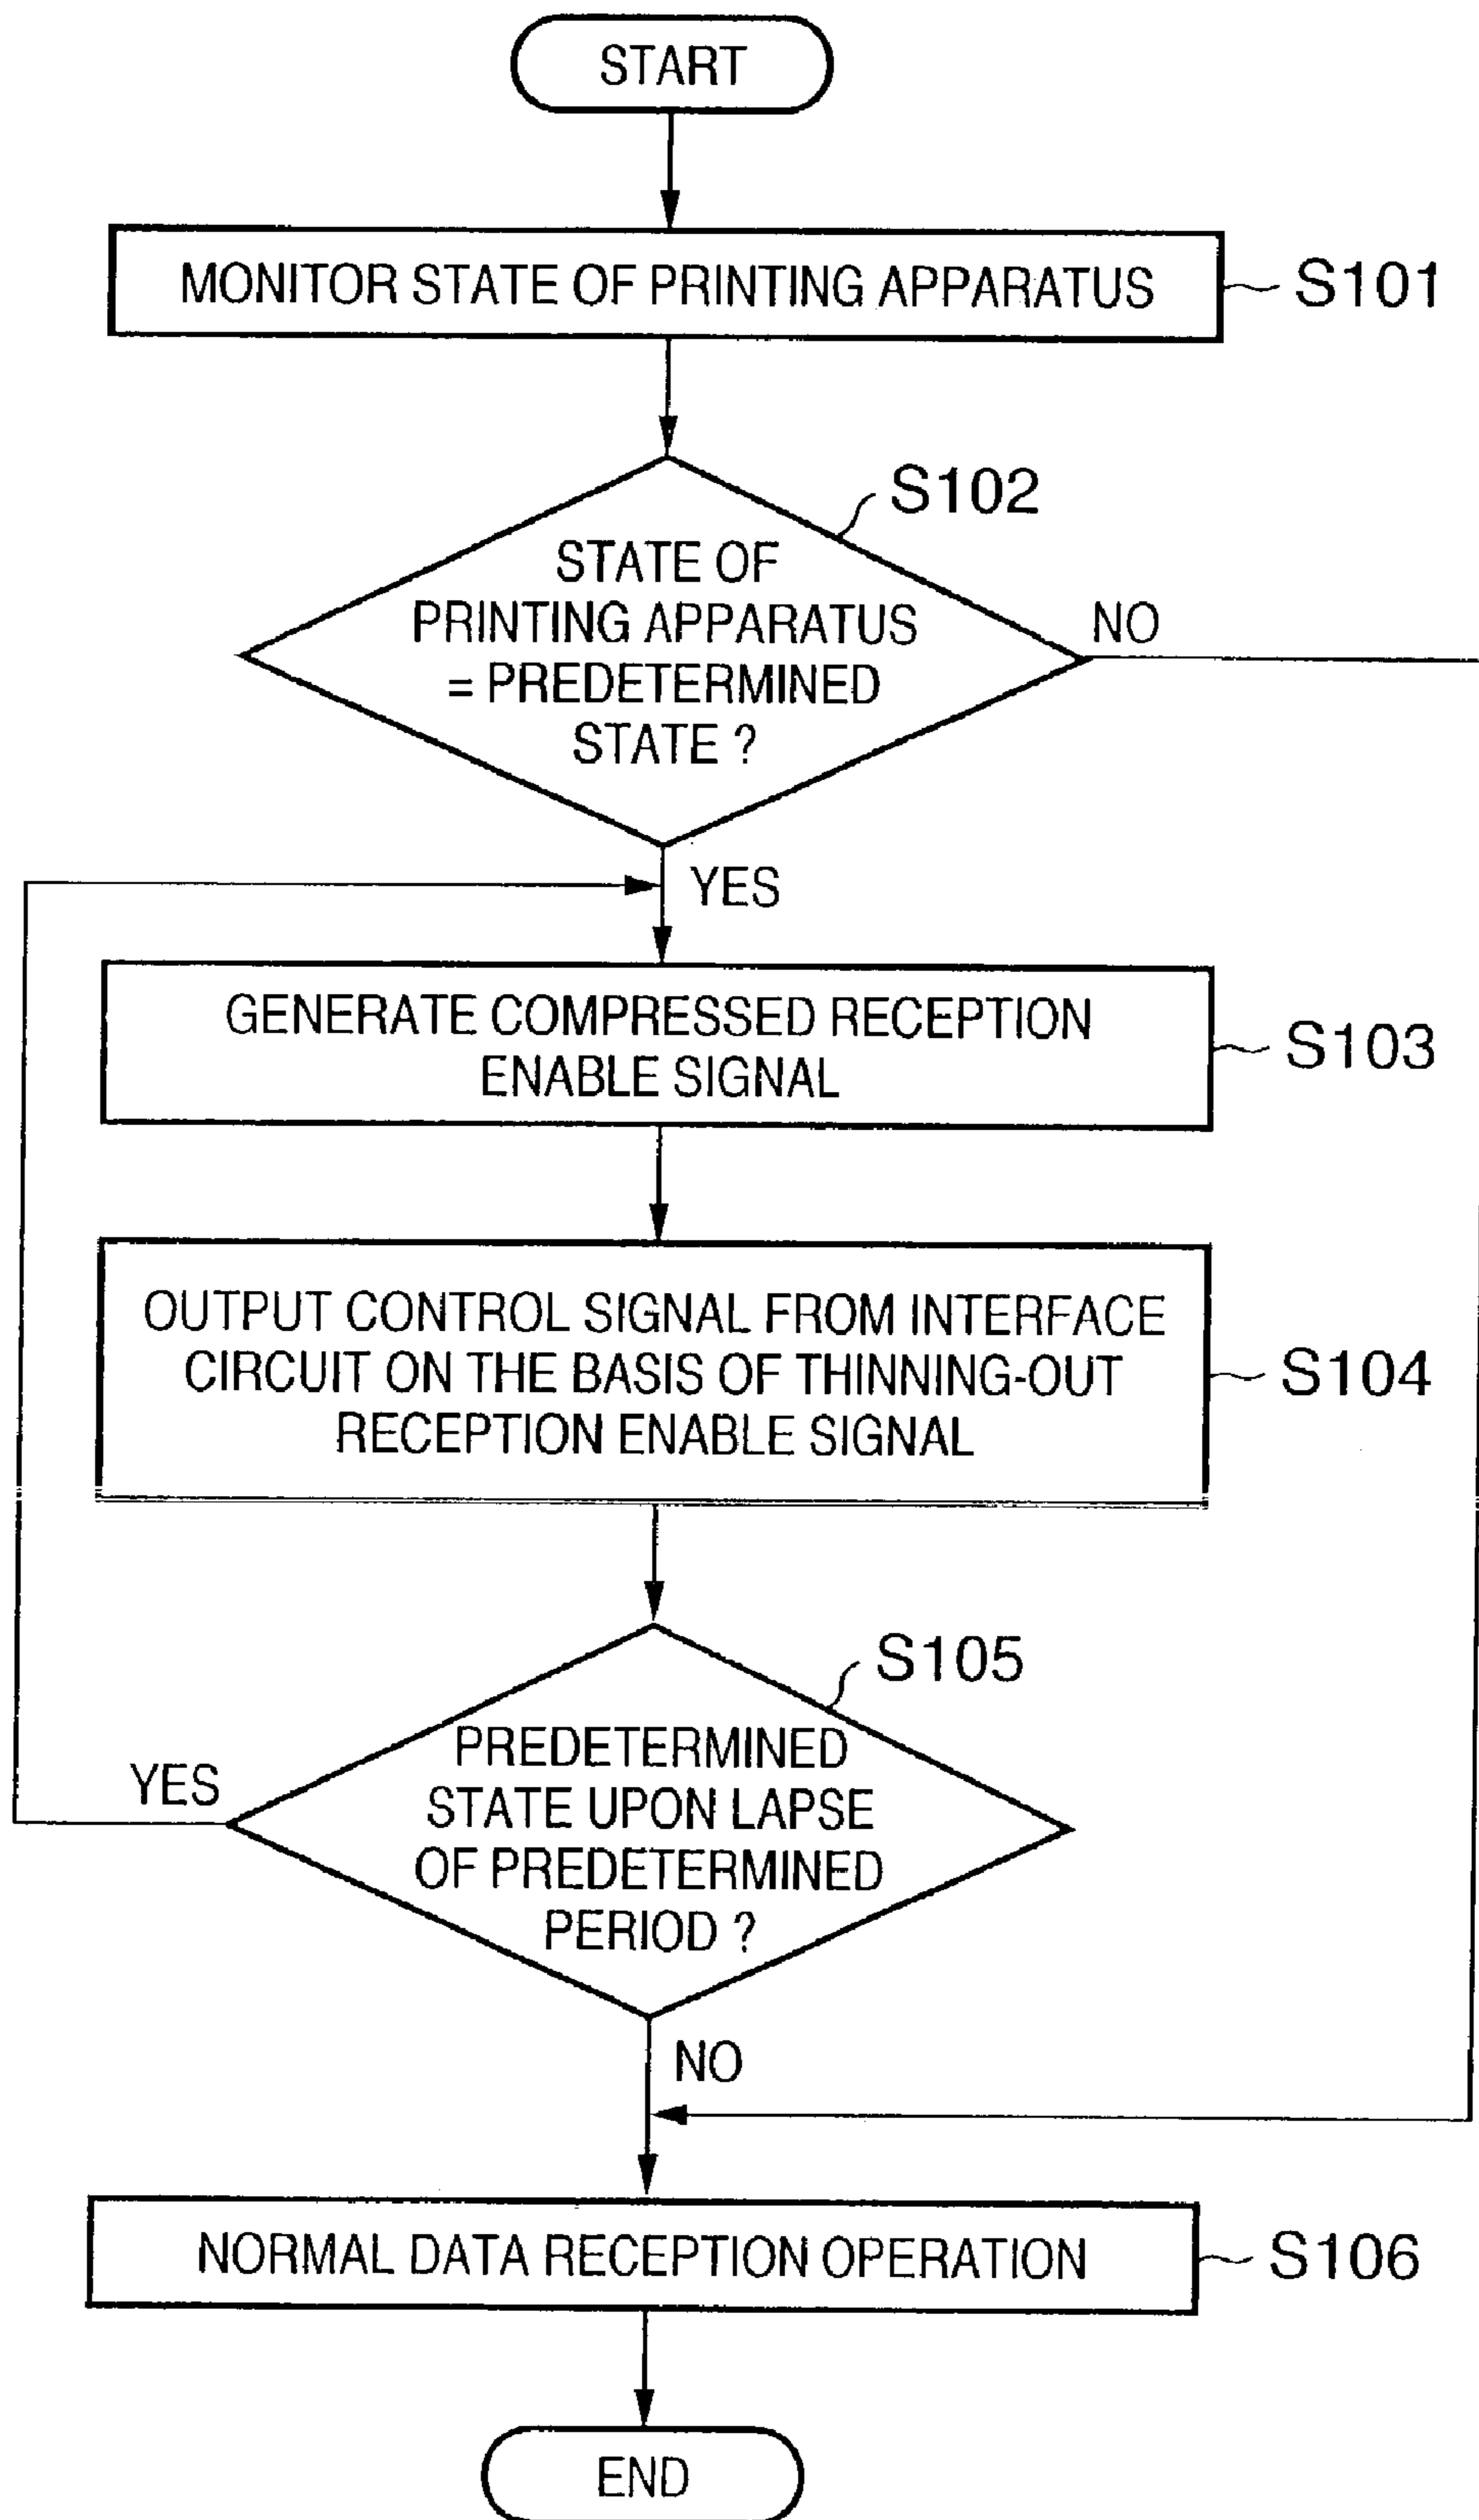 START
MONITOR STATE OF PRINTING APPARATUS
S101
S102
STATE OF
PRINTING APPARATUS
= PREDETERMINED
STATE ?
NO
YES
GENERATE COMPRESSED RECEPTION
ENABLE SIGNAL
S103
OUTPUT CONTROL SIGNAL FROM INTERFACE
CIRCUIT ON THE BASIS OF THINNING-OUT
RECEPTION ENABLE SIGNAL
S104
S105
PREDETERMINED
STATE UPON LAPSE
OF PREDETERMINED
PERIOD ?
YES
NO
NORMAL DATA RECEPTION OPERATION
S106
END